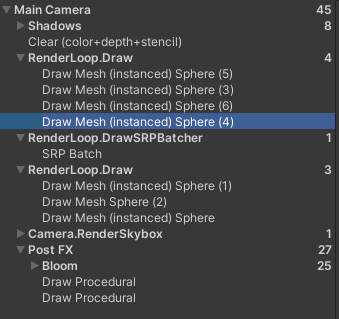 Main Camera 45
Shadows 8
Clear (color+depth+stencil)
RenderLoop.Draw 4
Draw Mesh (instanced) Sphere (5)
Draw Mesh (instanced) Sphere (3)
Draw Mesh (instanced) Sphere (6)
Draw Mesh (instanced) Sphere (4)
RenderLoop.DrawSRPBatcher 1
SRP Batch
RenderLoop.Draw 3
Draw Mesh (instanced) Sphere (1)
Draw Mesh Sphere (2)
Draw Mesh (instanced) Sphere
Camera.RenderSkybox 1
Post FX 27
Bloom 25
Draw Procedural
Draw Procedural